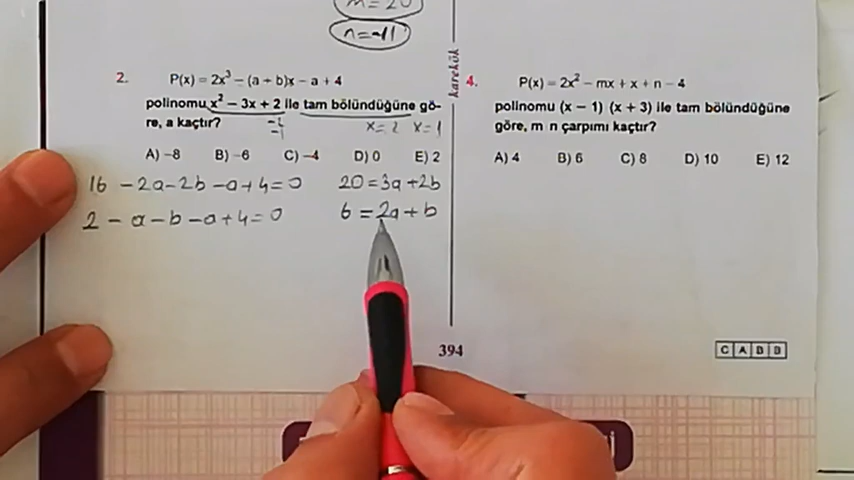 m=20
n=-11
2. P(x) = 2x³ – (a + b)x – a + 4
polinomu x² – 3x + 2 ile tam bölündüğüne gö-
re, a kaçtır?
-2
-1
x=2 x=1
A) –8 B) –6 C) –4 D) 0 E) 2
16 -2a-2b-a+4=0
20=3a+2b
2 - a-b-a+4=0
6=2a+b
karekök
4. P(x) = 2x² – mx + x + n – 4
polinomu (x – 1) (x + 3) ile tam bölündüğüne
göre, m n çarpımı kaçtır?
A) 4 B) 6 C) 8 D) 10 E) 12
394
C A B D